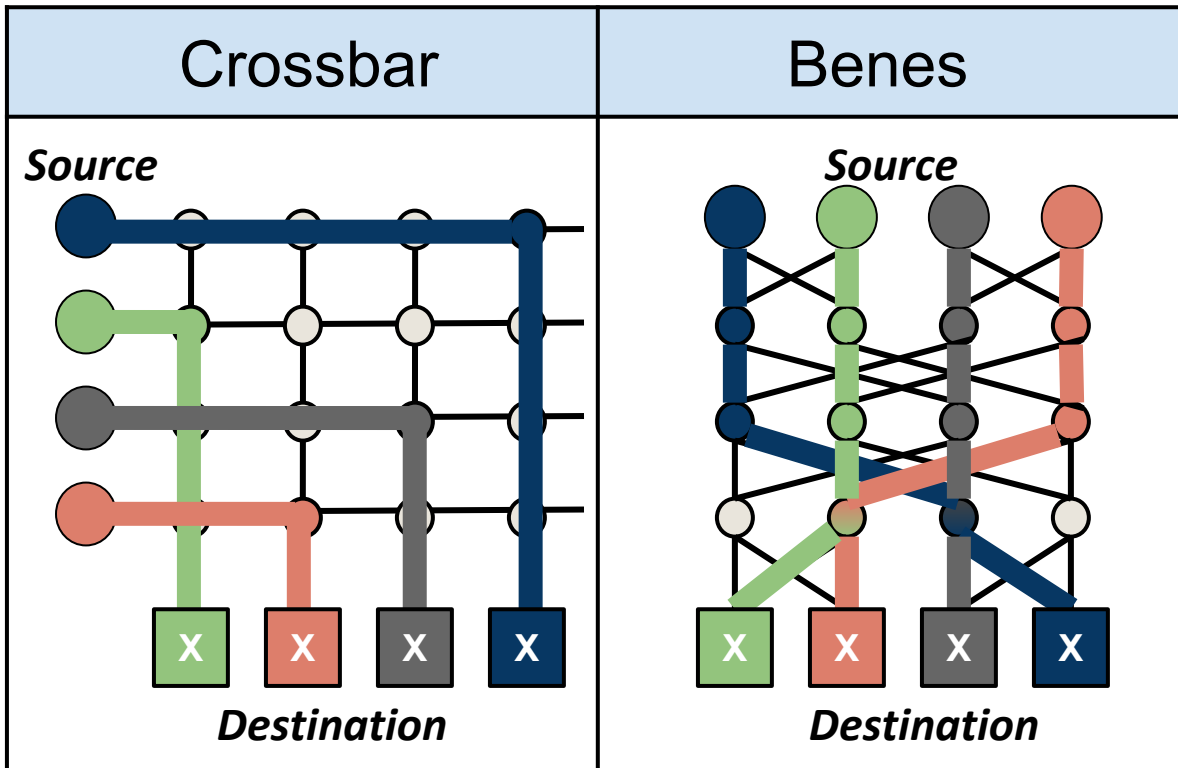 Crossbar
Benes
Source
Source
X X X X
X X X X
Destination
Destination